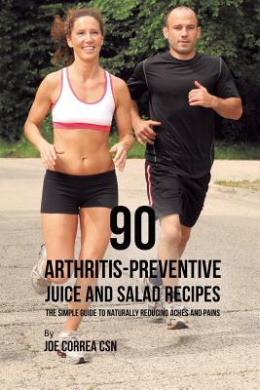 90
ARTHRITIS-PREVENTIVE
JUICE AND SALAD RECIPES
THE SIMPLE GUIDE TO NATURALLY REDUCING ACHES AND PAINS
By
JOE CORREA CSN